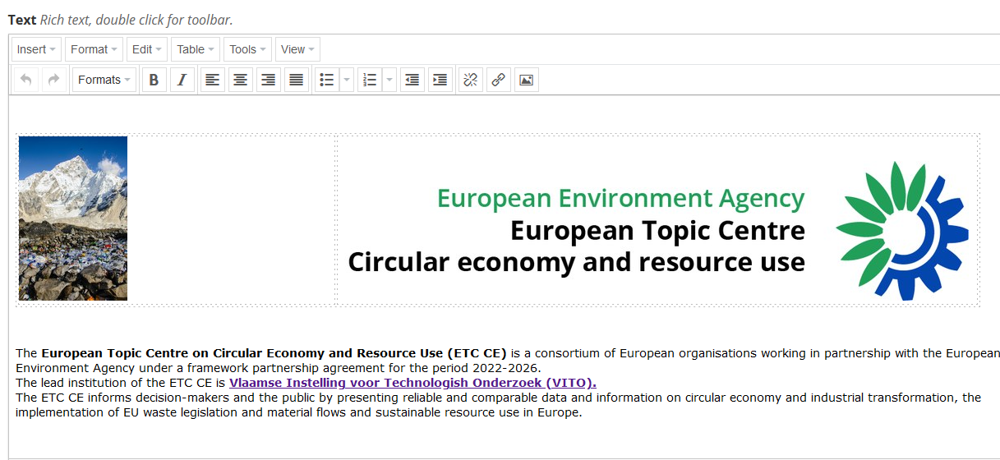 Text Rich text, double click for toolbar.
Insert Format Edit Table Tools View
Formats B I
European Environment Agency
European Topic Centre
Circular economy and resource use
The European Topic Centre on Circular Economy and Resource Use (ETC CE) is a consortium of European organisations working in partnership with the European
Environment Agency under a framework partnership agreement for the period 2022-2026.
The lead institution of the ETC CE is Vlaamse Instelling voor Technologish Onderzoek (VITO).
The ETC CE informs decision-makers and the public by presenting reliable and comparable data and information on circular economy and industrial transformation, the
implementation of EU waste legislation and material flows and sustainable resource use in Europe.